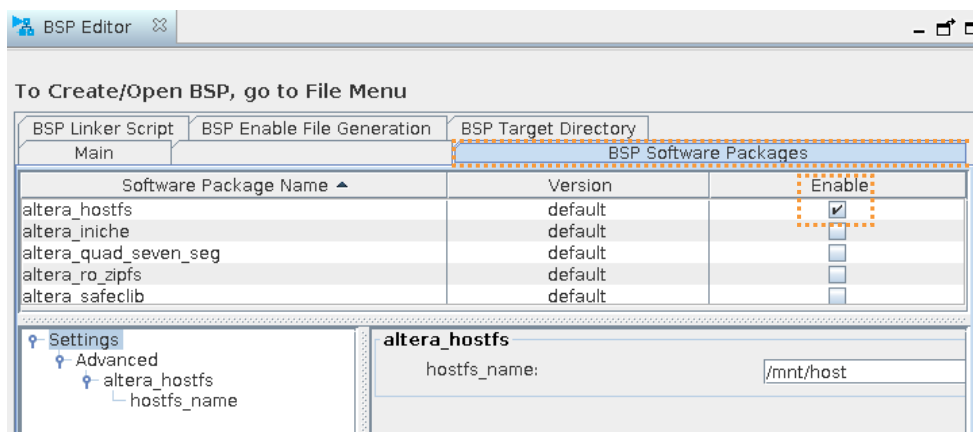 BSP Editor
To Create/Open BSP, go to File Menu
BSP Linker Script BSP Enable File Generation BSP Target Directory
Main BSP Software Packages
Software Package Name Version Enable
altera_hostfs default
altera_iniche default
altera_quad_seven_seg default
altera_ro_zipfs default
altera_safeclib default
Settings
Advanced
altera_hostfs
hostfs_name
altera_hostfs
hostfs_name: /mnt/host